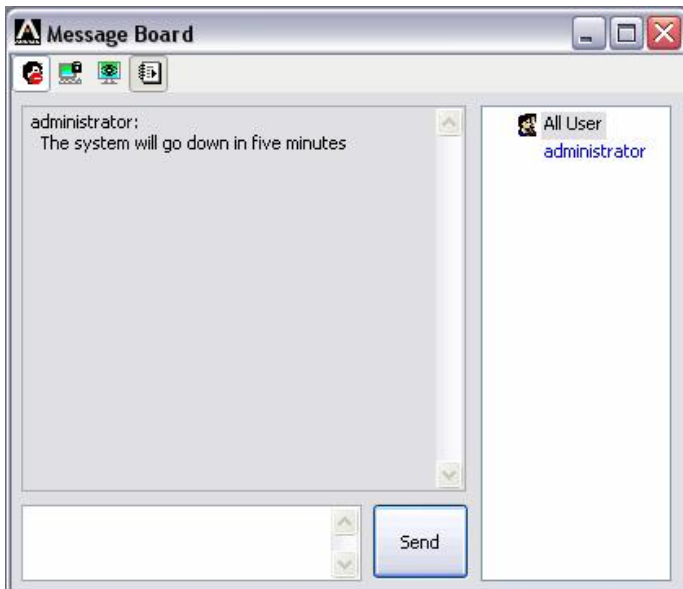 Message Board
administrator:
The system will go down in five minutes
All User
administrator
Send